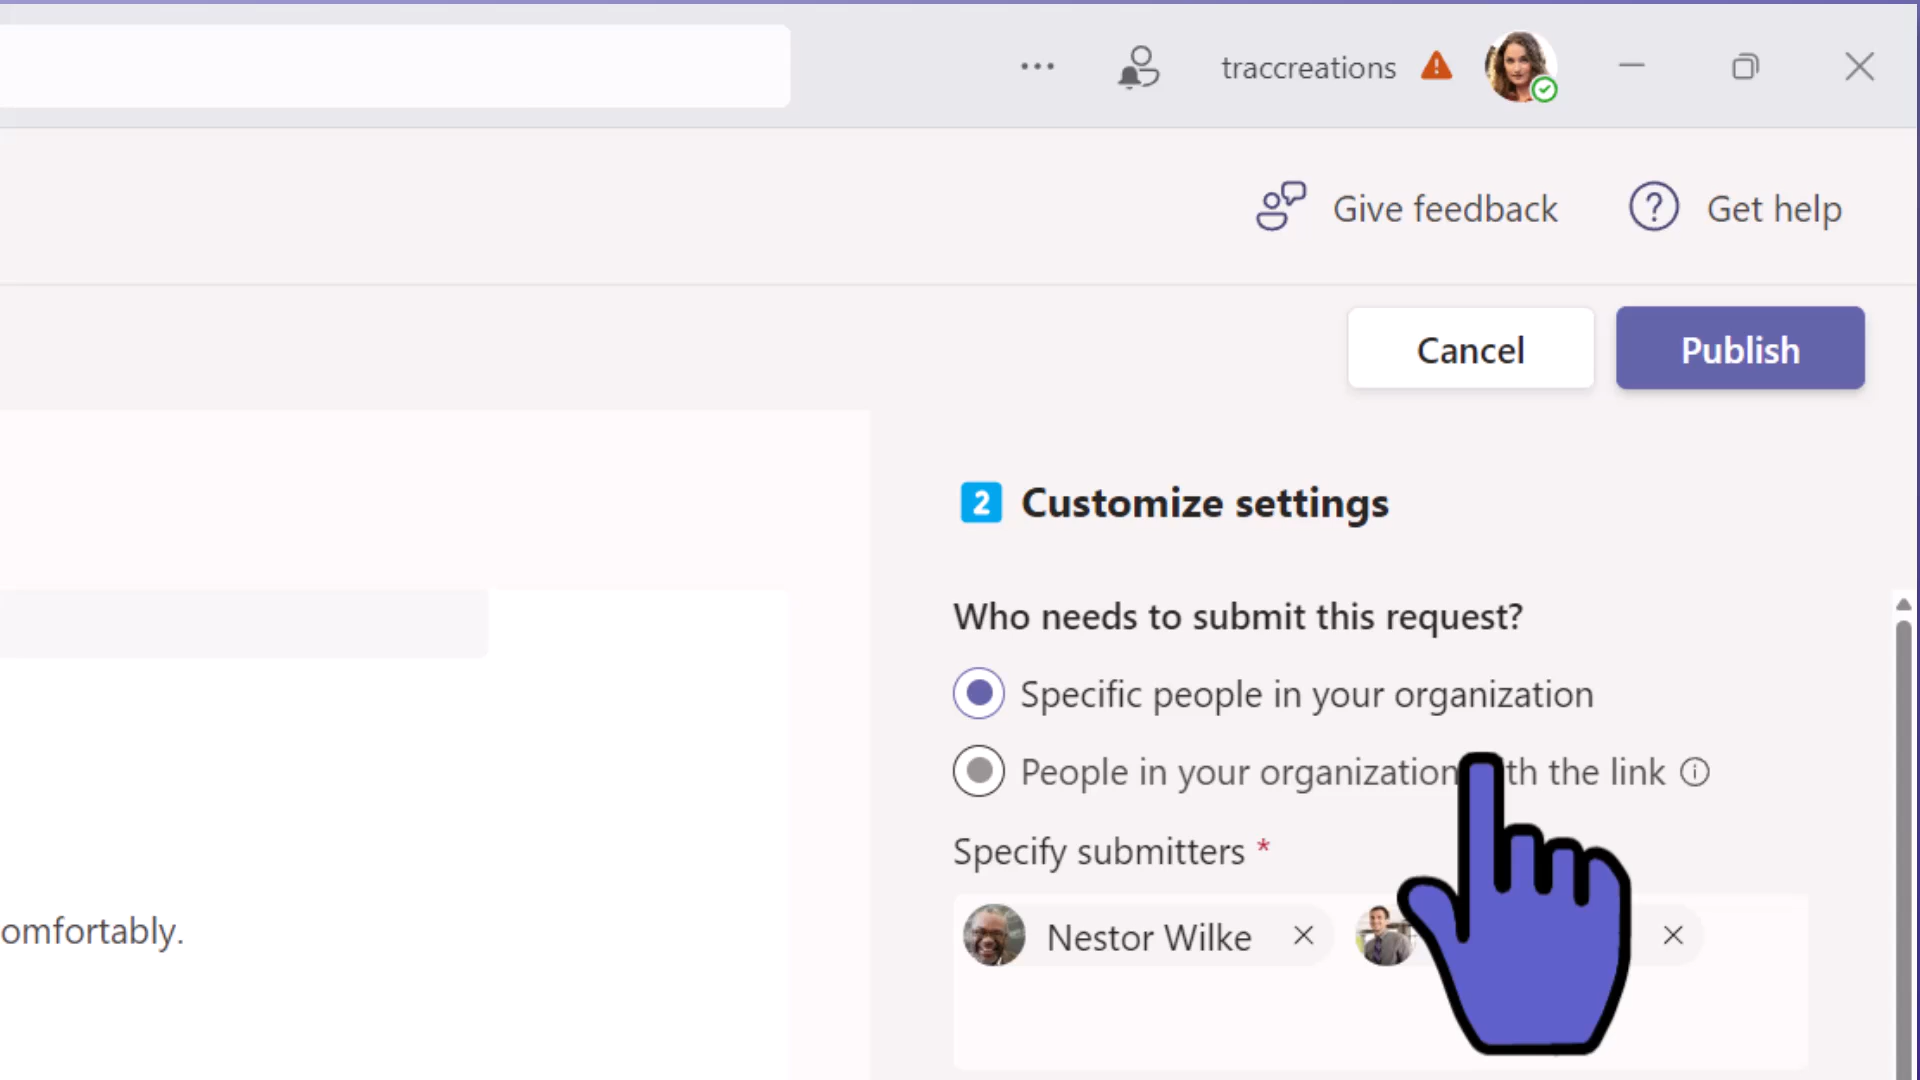 traccreations
Give feedback
Get help
Cancel
Publish
2 Customize settings
Who needs to submit this request?
Specific people in your organization
People in your organization th the link
Specify submitters *
Nestor Wilke
omfortably.